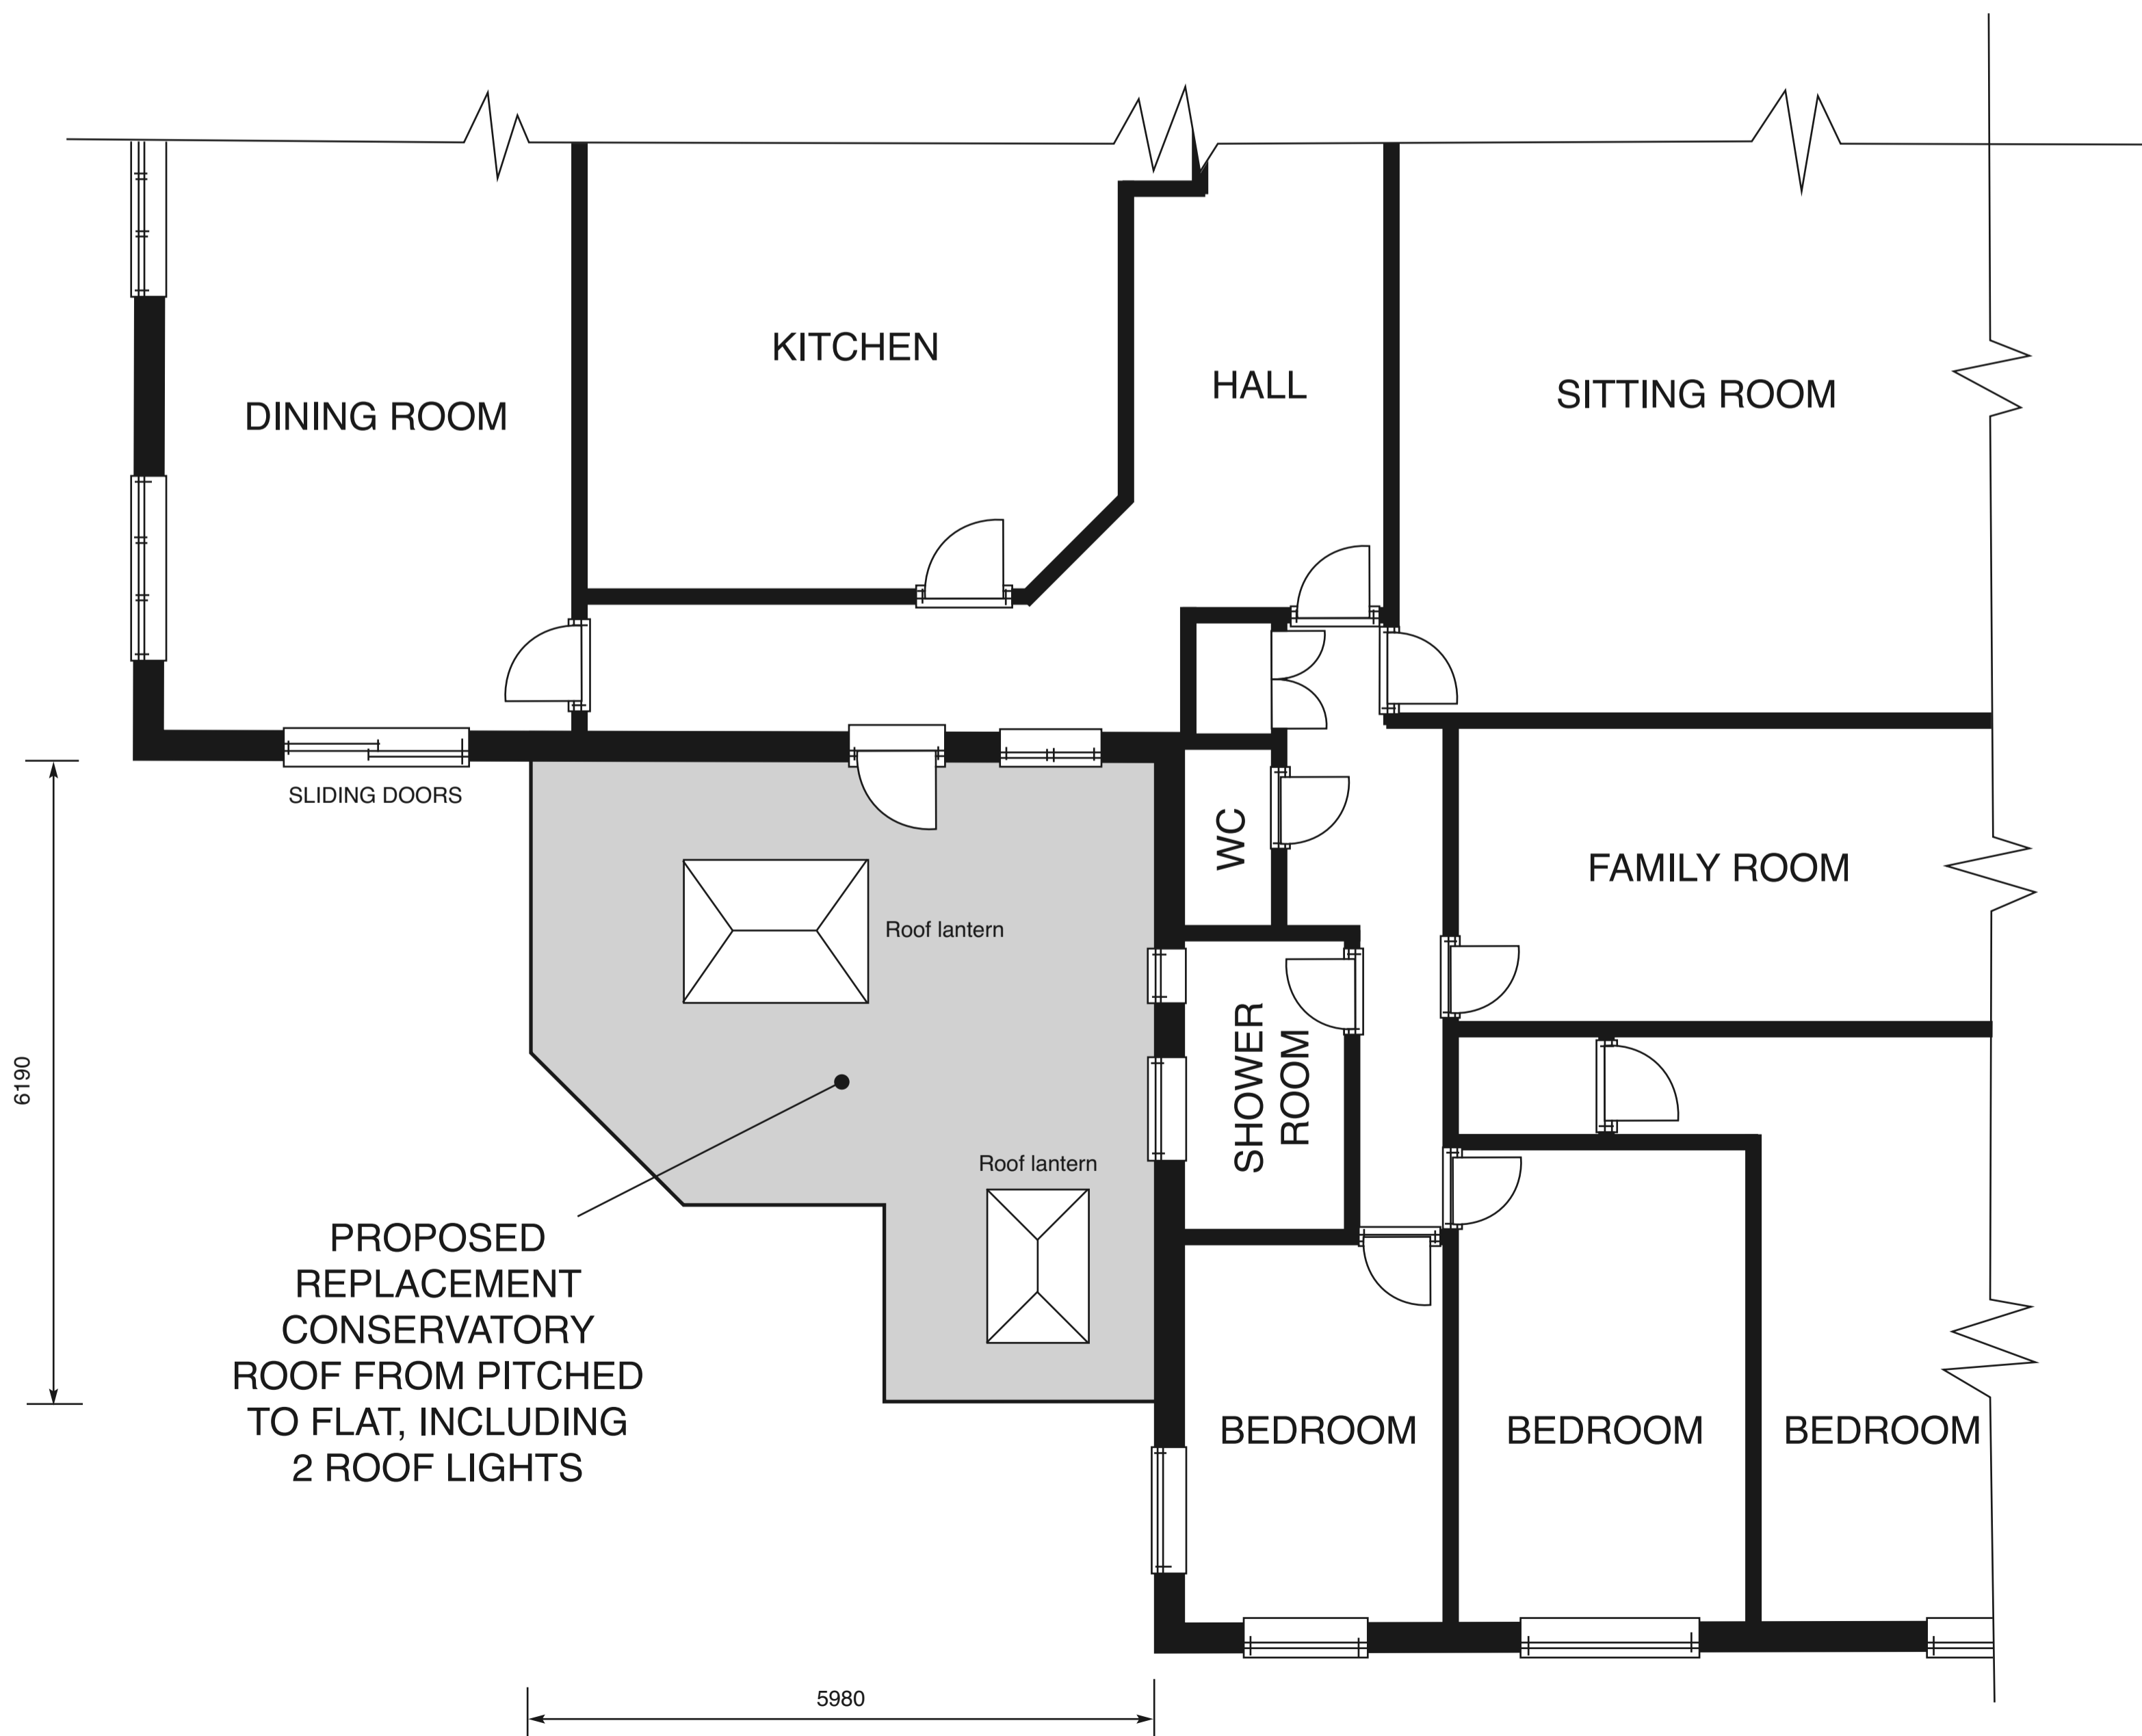 KITCHEN
HALL
DINING ROOM
SITTING ROOM
SLIDING DOORS
WC
FAMILY ROOM
Roof lantern
6190
SHOWER
ROOM
Roof lantern
PROPOSED
REPLACEMENT
CONSERVATORY
ROOF FROM PITCHED
TO FLAT, INCLUDING
2 ROOF LIGHTS
BEDROOM
BEDROOM
BEDROOM
5980